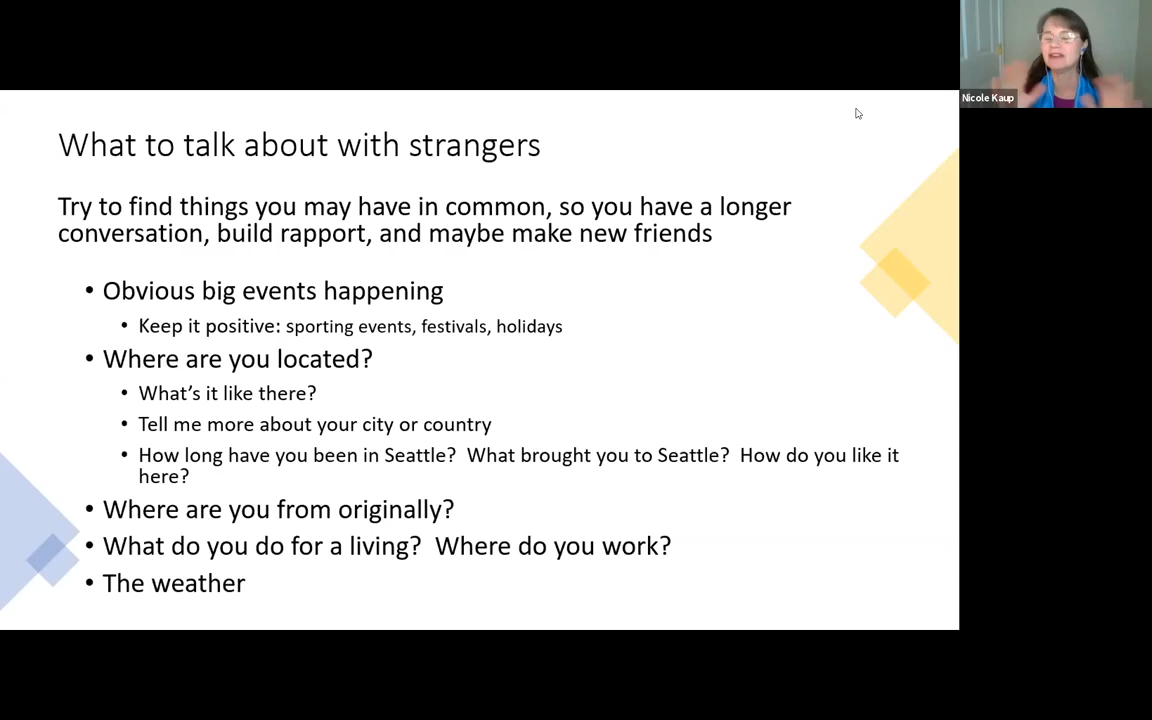 Nicole Kaup
What to talk about with strangers
Try to find things you may have in common, so you have a longer
conversation, build rapport, and maybe make new friends
• Obvious big events happening
• Keep it positive: sporting events, festivals, holidays
• Where are you located?
• What’s it like there?
• Tell me more about your city or country
• How long have you been in Seattle?  What brought you to Seattle?  How do you like it
here?
• Where are you from originally?
• What do you do for a living?  Where do you work?
• The weather